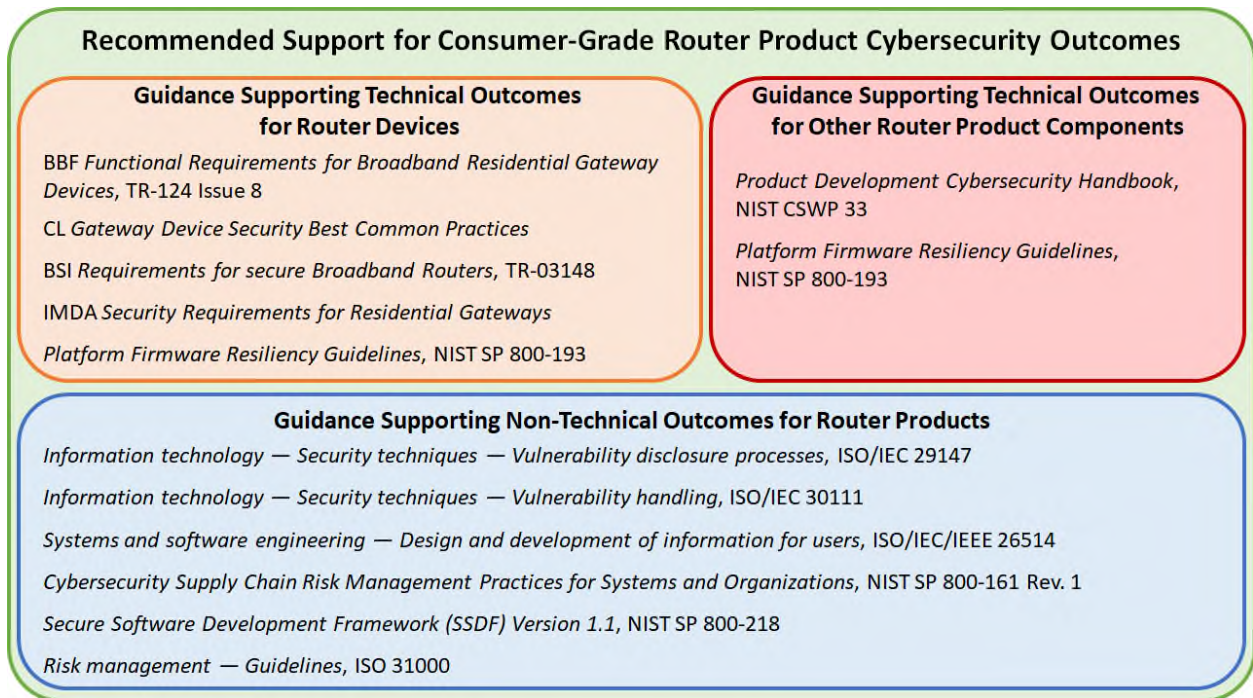 Recommended Support for Consumer-Grade Router Product Cybersecurity Outcomes
Guidance Supporting Technical Outcomes
for Router Devices
BBF Functional Requirements for Broadband Residential Gateway
Devices, TR-124 Issue 8
CL Gateway Device Security Best Common Practices
BSI Requirements for secure Broadband Routers, TR-03148
IMDA Security Requirements for Residential Gateways
Platform Firmware Resiliency Guidelines, NIST SP 800-193
Guidance Supporting Technical Outcomes
for Other Router Product Components
Product Development Cybersecurity Handbook,
NIST CSWP 33
Platform Firmware Resiliency Guidelines,
NIST SP 800-193
Guidance Supporting Non-Technical Outcomes for Router Products
Information technology — Security techniques — Vulnerability disclosure processes, ISO/IEC 29147
Information technology — Security techniques — Vulnerability handling, ISO/IEC 30111
Systems and software engineering — Design and development of information for users, ISO/IEC/IEEE 26514
Cybersecurity Supply Chain Risk Management Practices for Systems and Organizations, NIST SP 800-161 Rev. 1
Secure Software Development Framework (SSDF) Version 1.1, NIST SP 800-218
Risk management — Guidelines, ISO 31000